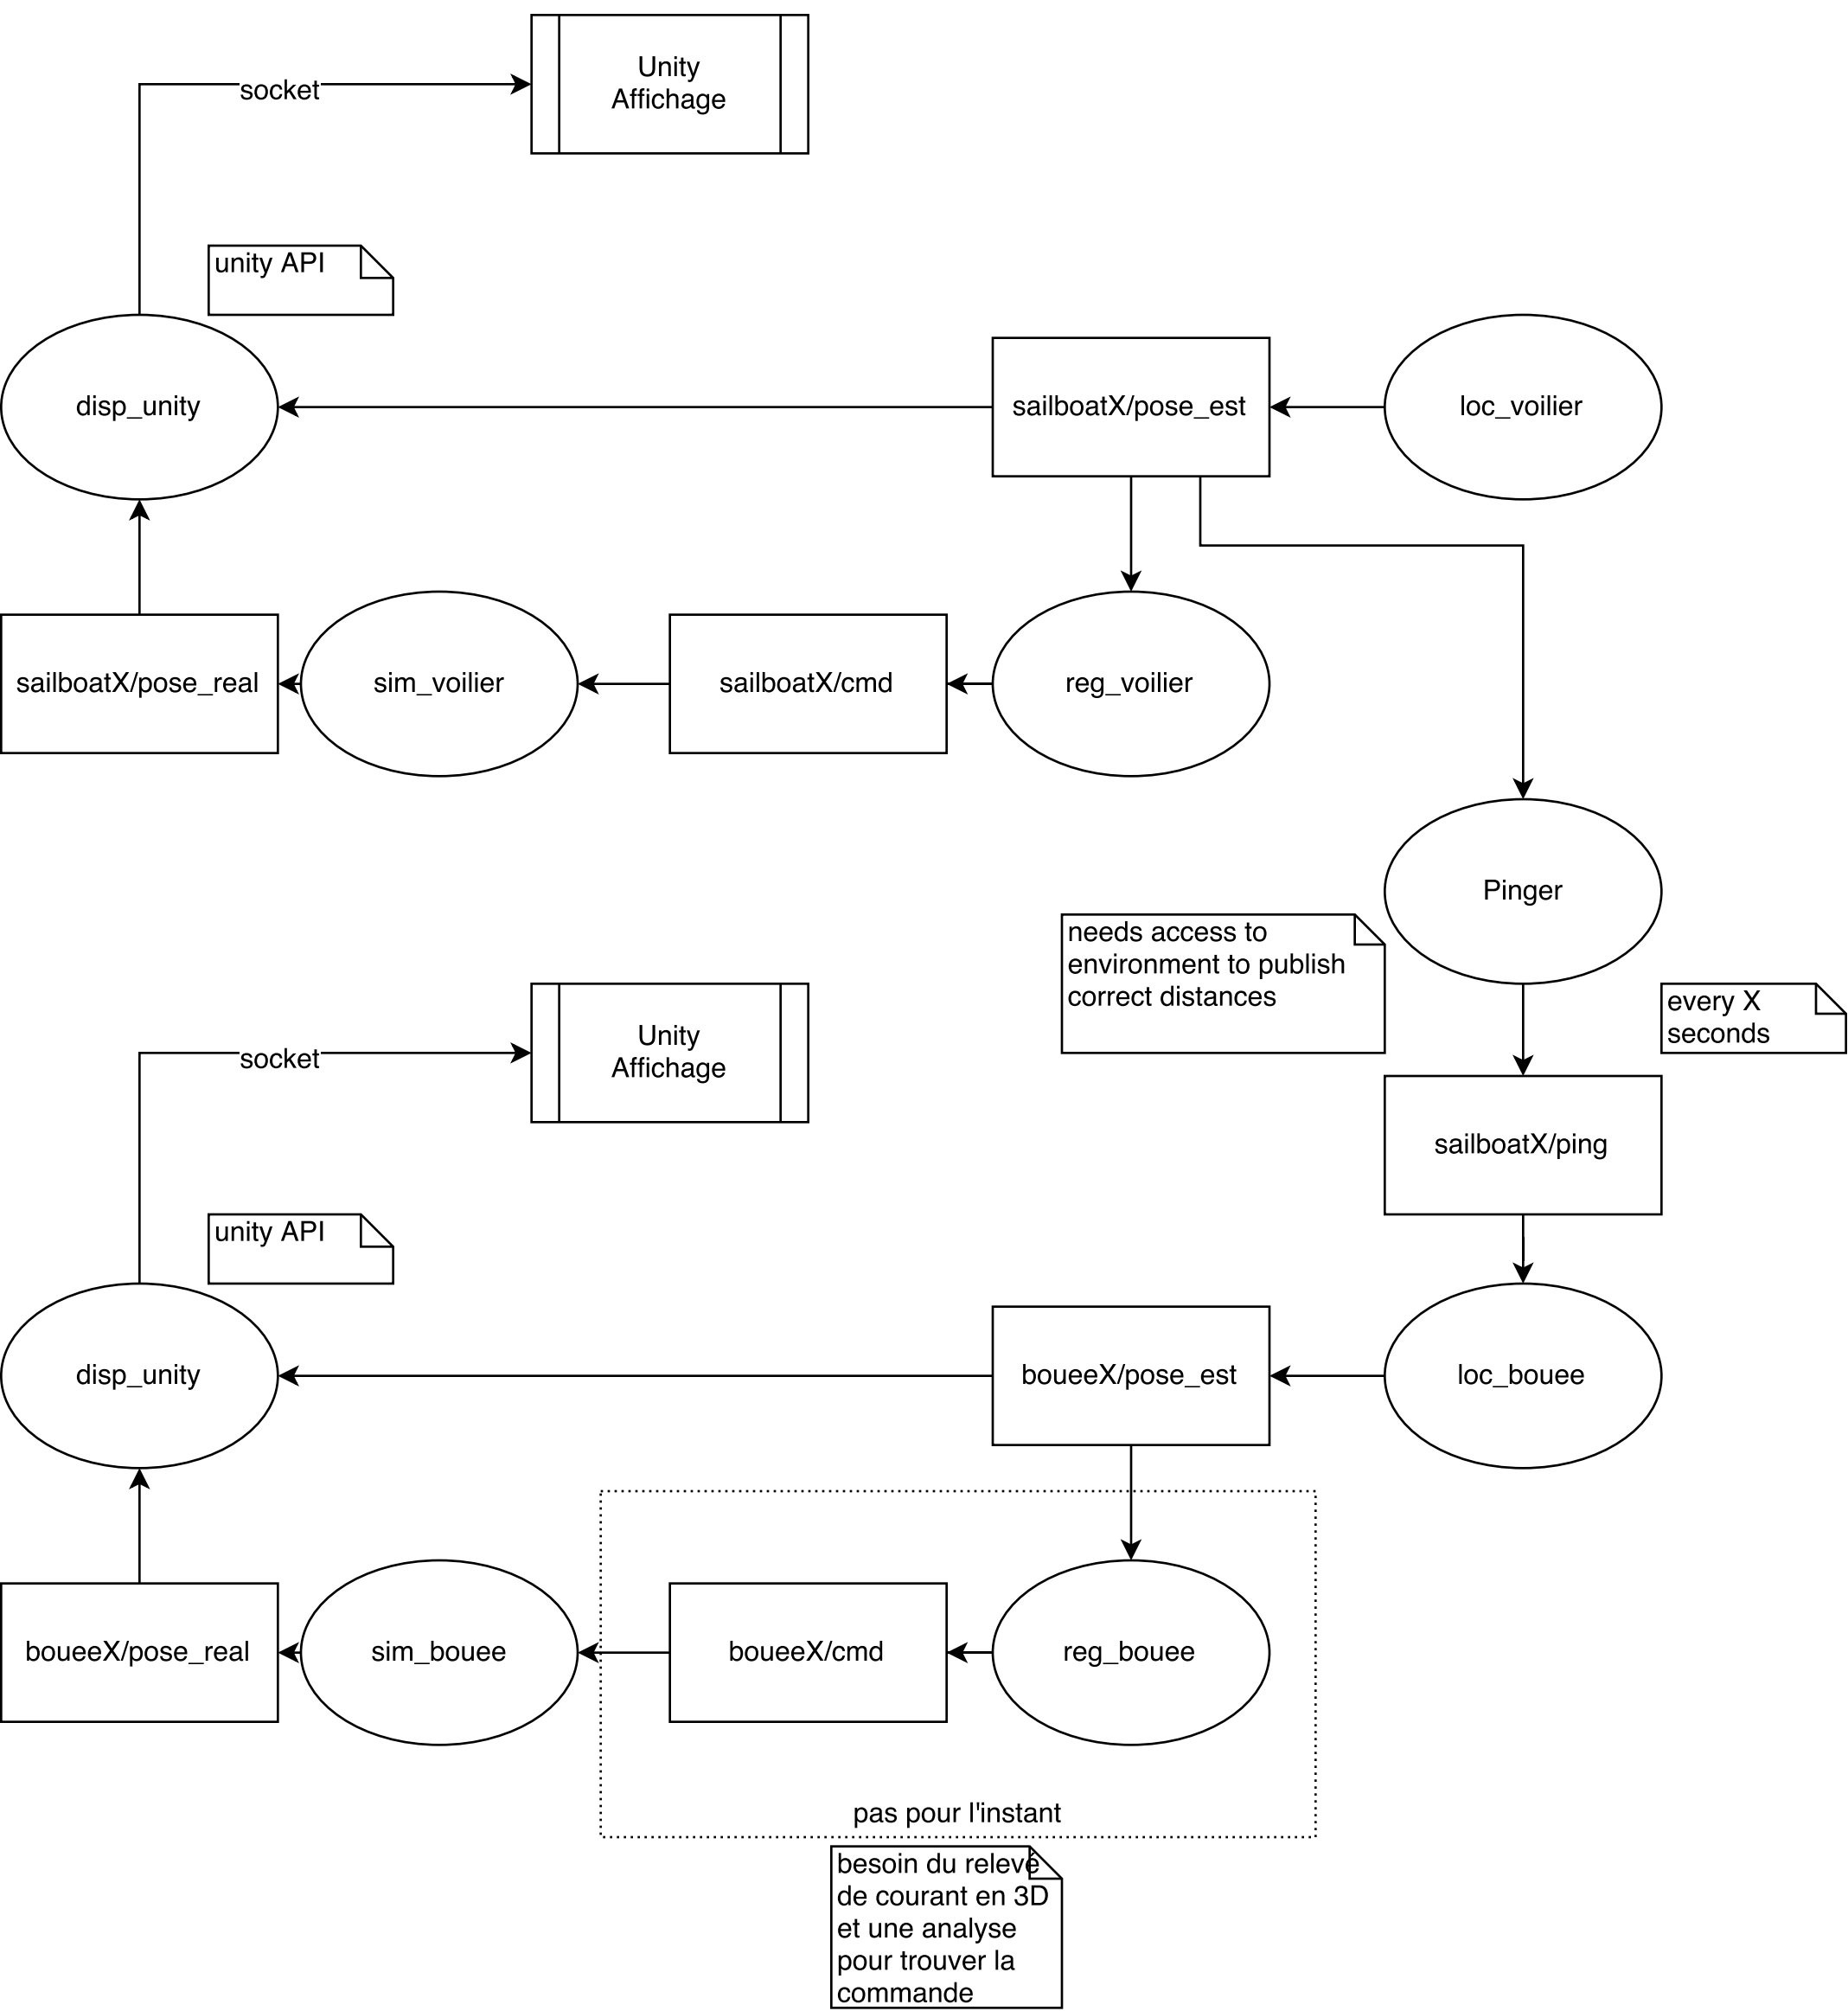 Unity
Affichage
socket
unity API
disp_unity
sailboatX/pose_est
loc_voilier
sailboatX/pose_real
sim_voilier
sailboatX/cmd
reg_voilier
Pinger
needs access to
environment to publish
correct distances
every X
seconds
Unity
Affichage
socket
sailboatX/ping
unity API
disp_unity
boueeX/pose_est
loc_bouee
boueeX/pose_real
sim_bouee
boueeX/cmd
reg_bouee
pas pour l'instant
besoin du relevé
de courant en 3D
et une analyse
pour trouver la
commande